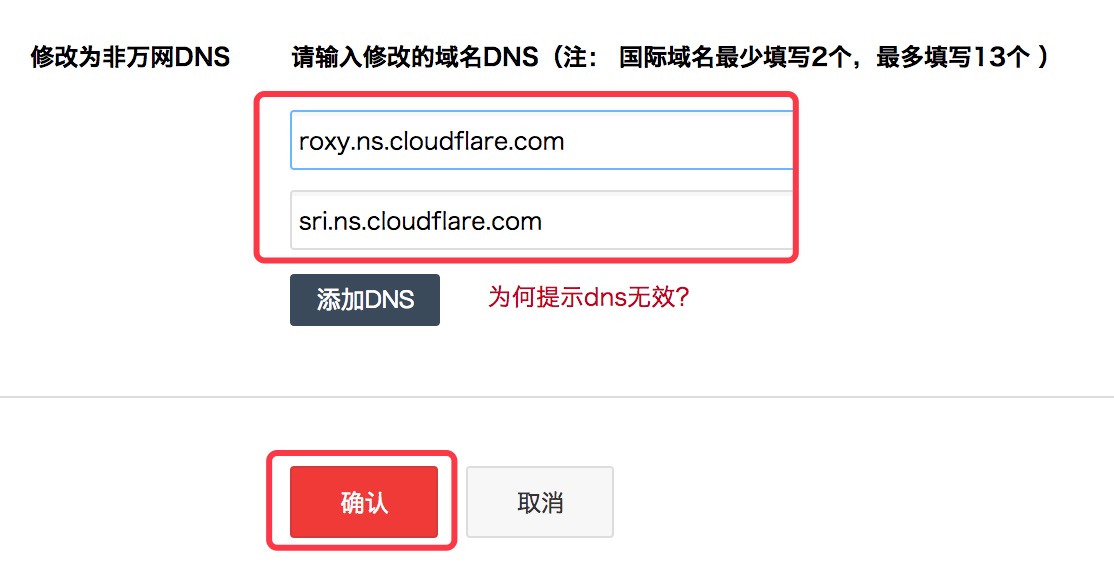 修改为非万网DNS
请输入修改的域名DNS（注： 国际域名最少填写2个，最多填写13个 ）
roxy.ns.cloudflare.com
sri.ns.cloudflare.com
添加DNS
为何提示dns无效?
确认
取消